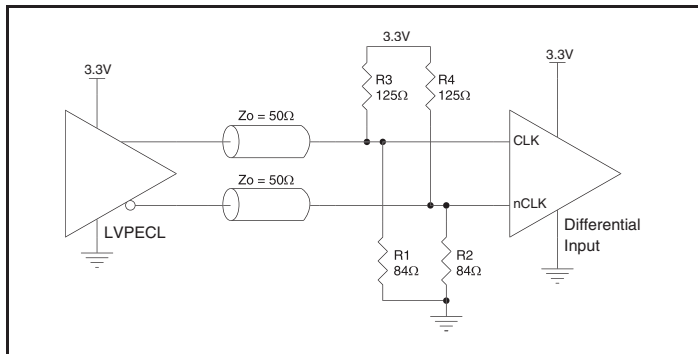 3.3V
3.3V
3.3V
R3
125Ω
R4
125Ω
Zo = 50Ω
CLK
Zo = 50Ω
nCLK
LVPECL
Differential
Input
R1
84Ω
R2
84Ω